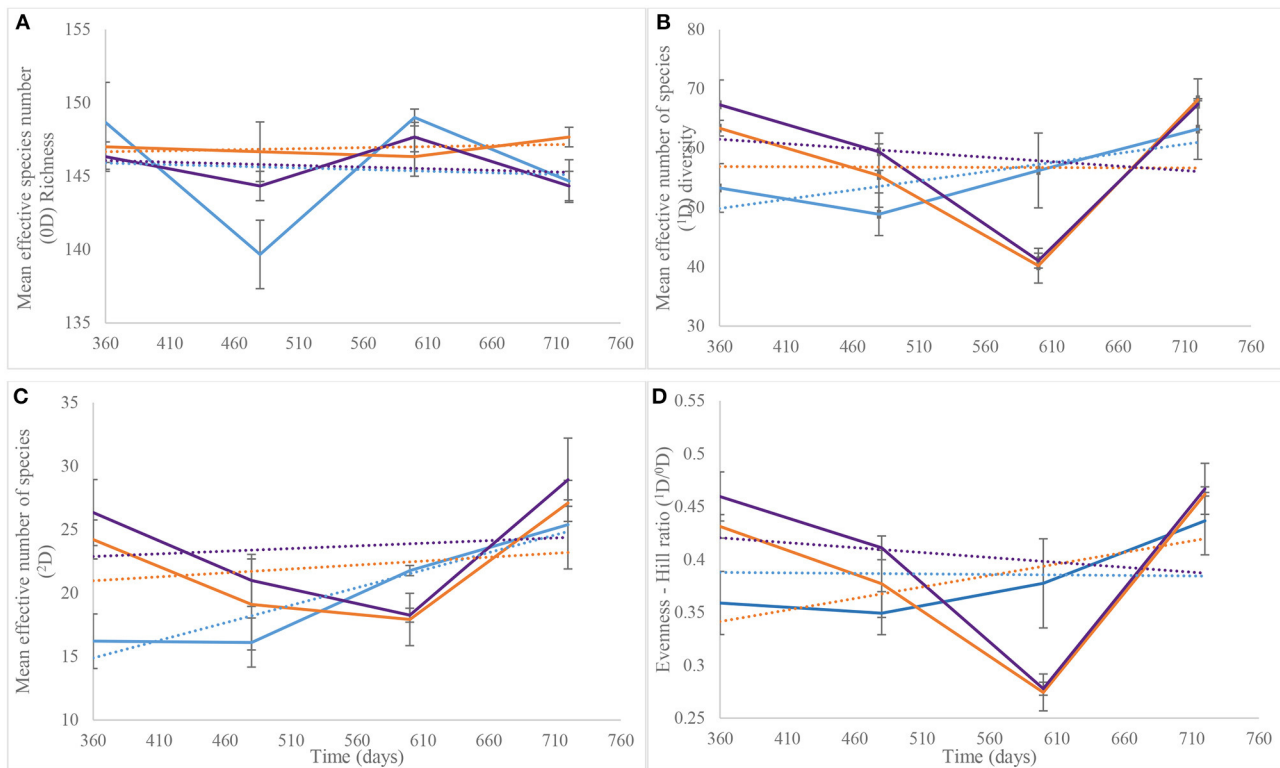 A
Mean effective species number
(0D) Richness
155
150
145
140
135
360 410 460 510 560 610 660 710 760
B
Mean effective number of species
(¹D) diversity
80
70
60
50
40
30
360 410 460 510 560 610 660 710 760
C
Mean effective number of species
(²D)
35
30
25
20
15
10
360 410 460 510 560 610 660 710 760
Time (days)
D
Evenness - Hill ratio (¹D/⁰D)
0.55
0.5
0.45
0.4
0.35
0.3
0.25
360 410 460 510 560 610 660 710 760
Time (days)